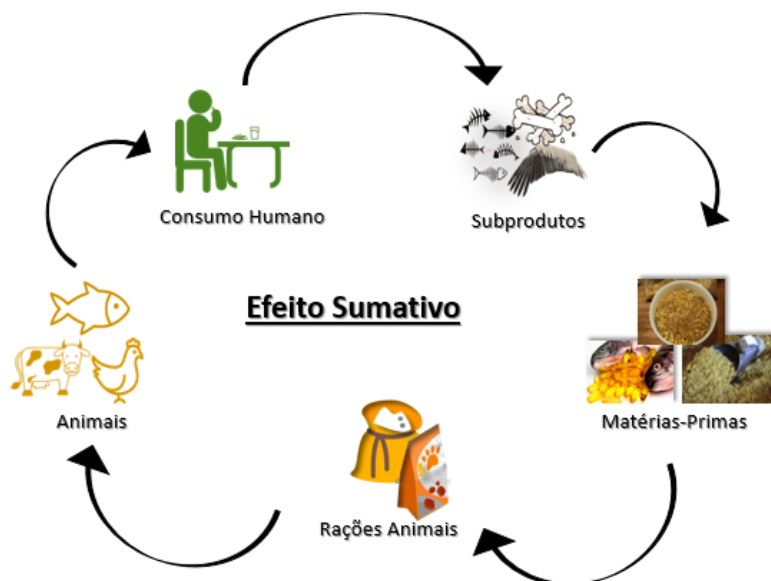 Consumo Humano
Subprodutos
Efeito Sumativo
Animais
Matérias-Primas
Rações Animais